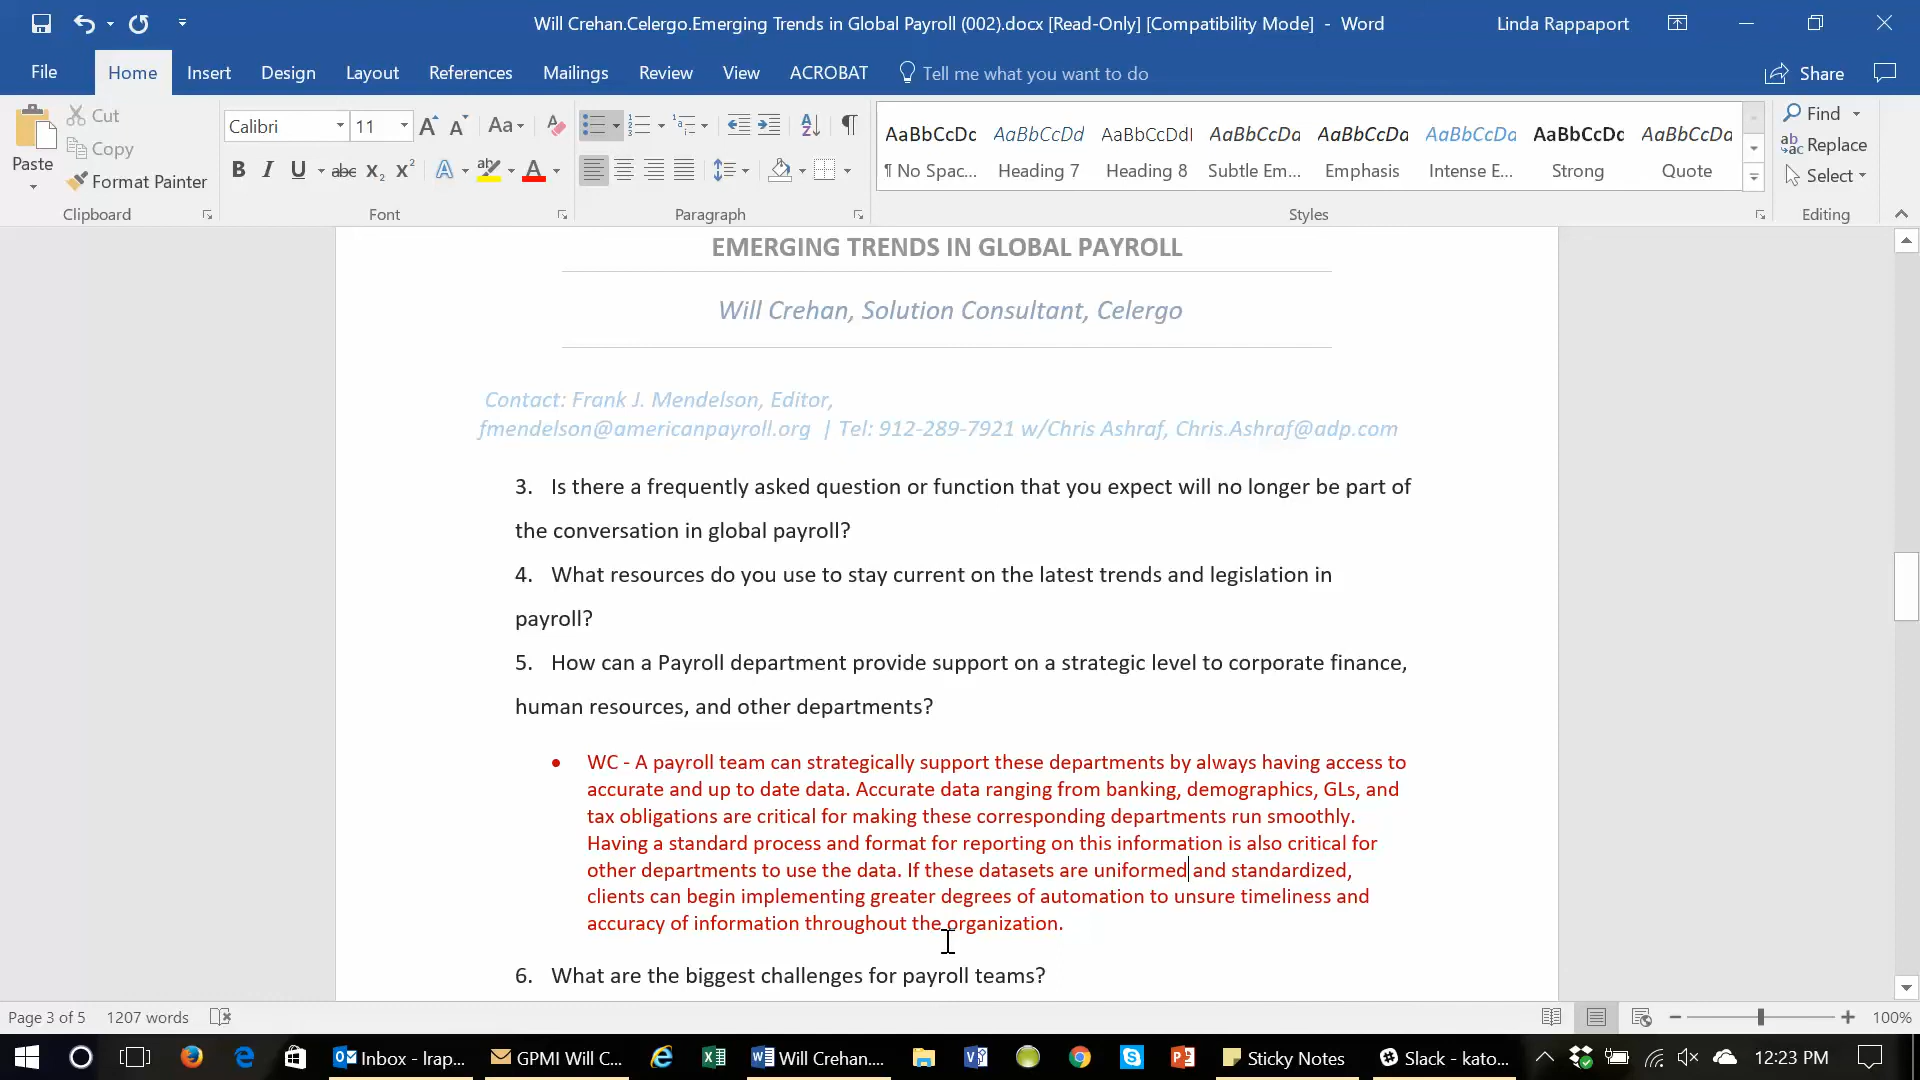 Will Crehan.Celergo.Emerging Trends in Global Payroll (002).docx [Read-Only] [Compatibility Mode] - Word
Linda Rappaport
File
Home
Insert
Design
Layout
References
Mailings
Review
View
ACROBAT
Tell me what you want to do
Share
Paste
Cut
Copy
Format Painter
Clipboard
Calibri
11
Font
Paragraph
AaBbCcDc
AaBbCcDd
AaBbCcDdI
AaBbCcDa
AaBbCcDa
AaBbCcDa
AaBbCcDc
AaBbCcDa
¶ No Spac...
Heading 7
Heading 8
Subtle Em...
Emphasis
Intense E...
Strong
Quote
Styles
Find
Replace
Select
Editing
EMERGING TRENDS IN GLOBAL PAYROLL
Will Crehan, Solution Consultant, Celergo
Contact: Frank J. Mendelson, Editor,
fmendelson@americanpayroll.org | Tel: 912-289-7921 w/Chris Ashraf, Chris.Ashraf@adp.com
3. Is there a frequently asked question or function that you expect will no longer be part of
the conversation in global payroll?
4. What resources do you use to stay current on the latest trends and legislation in
payroll?
5. How can a Payroll department provide support on a strategic level to corporate finance,
human resources, and other departments?
• WC - A payroll team can strategically support these departments by always having access to
accurate and up to date data. Accurate data ranging from banking, demographics, GLs, and
tax obligations are critical for making these corresponding departments run smoothly.
Having a standard process and format for reporting on this information is also critical for
other departments to use the data. If these datasets are uniformed and standardized,
clients can begin implementing greater degrees of automation to unsure timeliness and
accuracy of information throughout the organization.
6. What are the biggest challenges for payroll teams?
Page 3 of 5
1207 words
100%
Inbox - lrap...
GPMI Will C...
Will Crehan....
Sticky Notes
Slack - kato...
12:23 PM